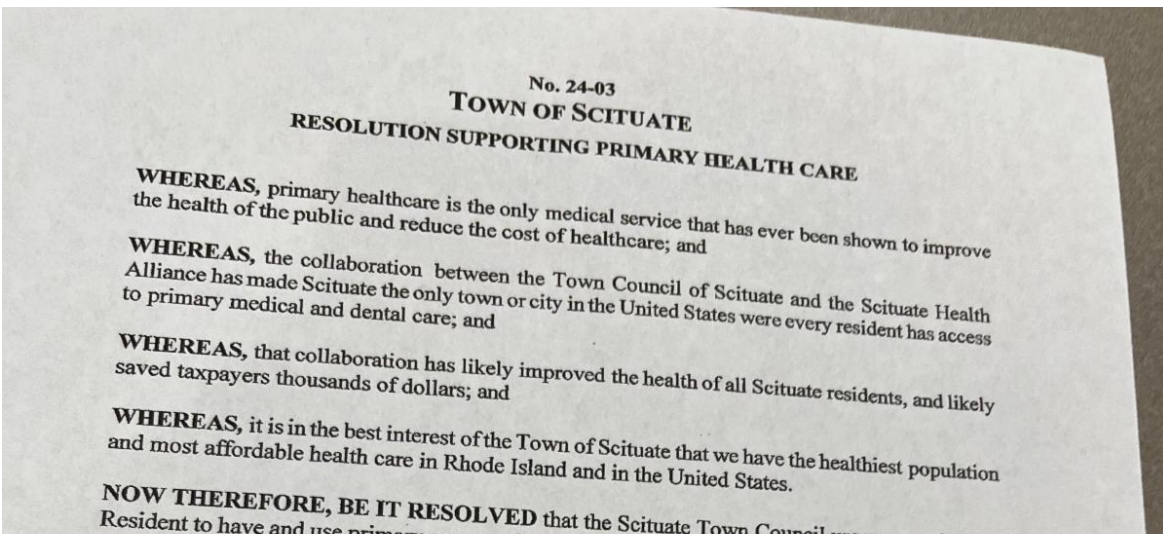 No. 24-03
TOWN OF SCITUATE
RESOLUTION SUPPORTING PRIMARY HEALTH CARE
WHEREAS, primary healthcare is the only medical service that has ever been shown to improve
the health of the public and reduce the cost of healthcare; and
WHEREAS, the collaboration between the Town Council of Scituate and the Scituate Health
Alliance has made Scituate the only town or city in the United States were every resident has access
to primary medical and dental care; and
WHEREAS, that collaboration has likely improved the health of all Scituate residents, and likely
saved taxpayers thousands of dollars; and
WHEREAS, it is in the best interest of the Town of Scituate that we have the healthiest population
and most affordable health care in Rhode Island and in the United States.
NOW THEREFORE, BE IT RESOLVED that the Scituate Town Council
Resident to have and use